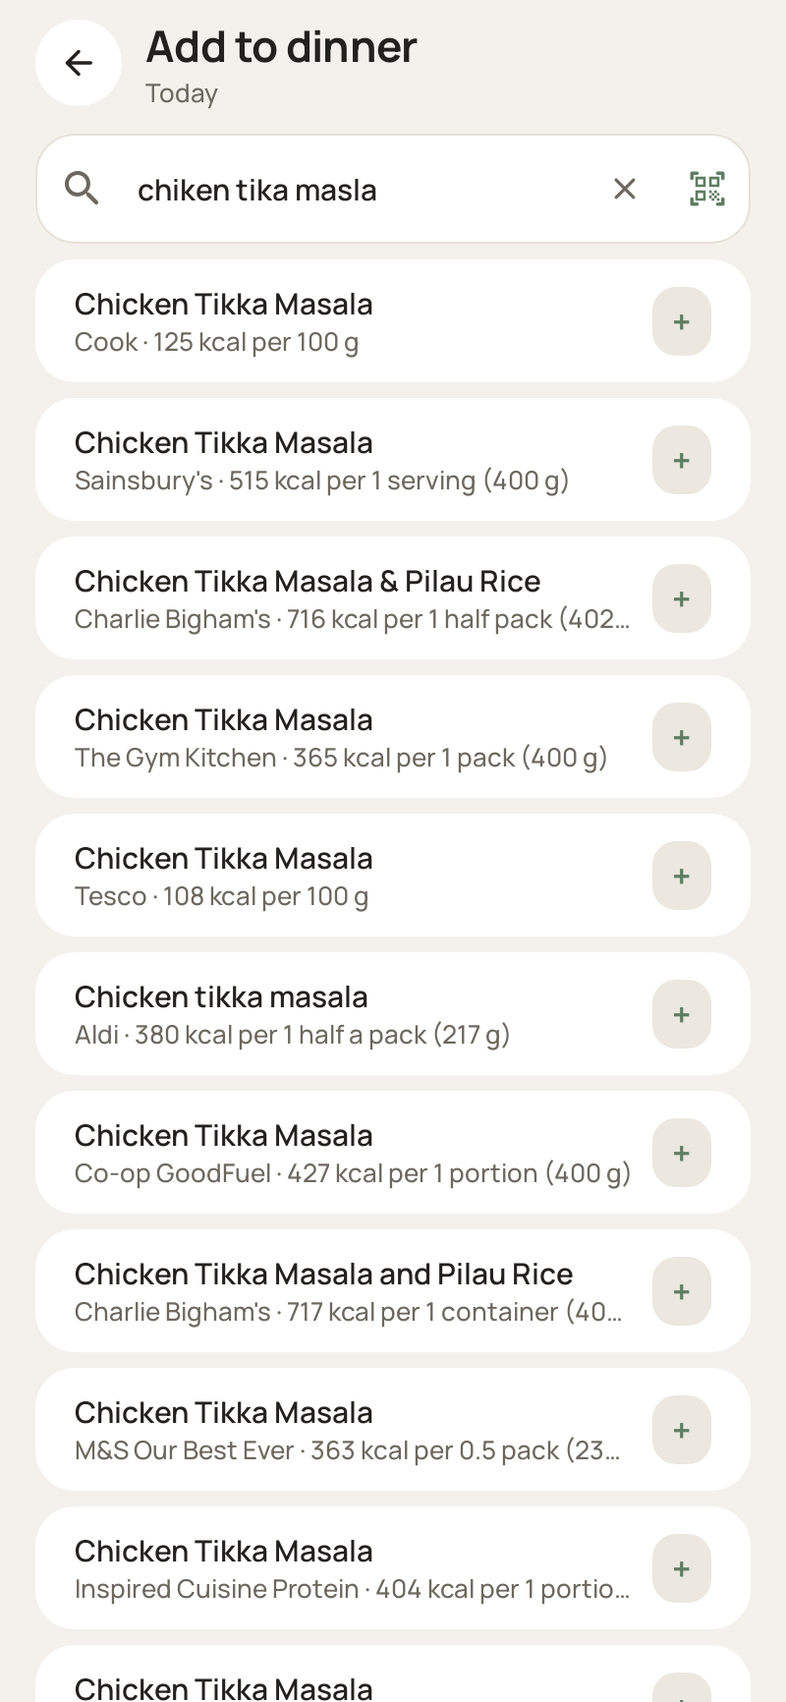 Add to dinner
Today
chiken tika masla
Chicken Tikka Masala
Cook · 125 kcal per 100 g
Chicken Tikka Masala
Sainsbury's · 515 kcal per 1 serving (400 g)
Chicken Tikka Masala & Pilau Rice
Charlie Bigham's · 716 kcal per 1 half pack (402...
Chicken Tikka Masala
The Gym Kitchen · 365 kcal per 1 pack (400 g)
Chicken Tikka Masala
Tesco · 108 kcal per 100 g
Chicken tikka masala
Aldi · 380 kcal per 1 half a pack (217 g)
Chicken Tikka Masala
Co-op GoodFuel · 427 kcal per 1 portion (400 g)
Chicken Tikka Masala and Pilau Rice
Charlie Bigham's · 717 kcal per 1 container (40...
Chicken Tikka Masala
M&S Our Best Ever · 363 kcal per 0.5 pack (23...
Chicken Tikka Masala
Inspired Cuisine Protein · 404 kcal per 1 portio...
Chicken Tikka Masala